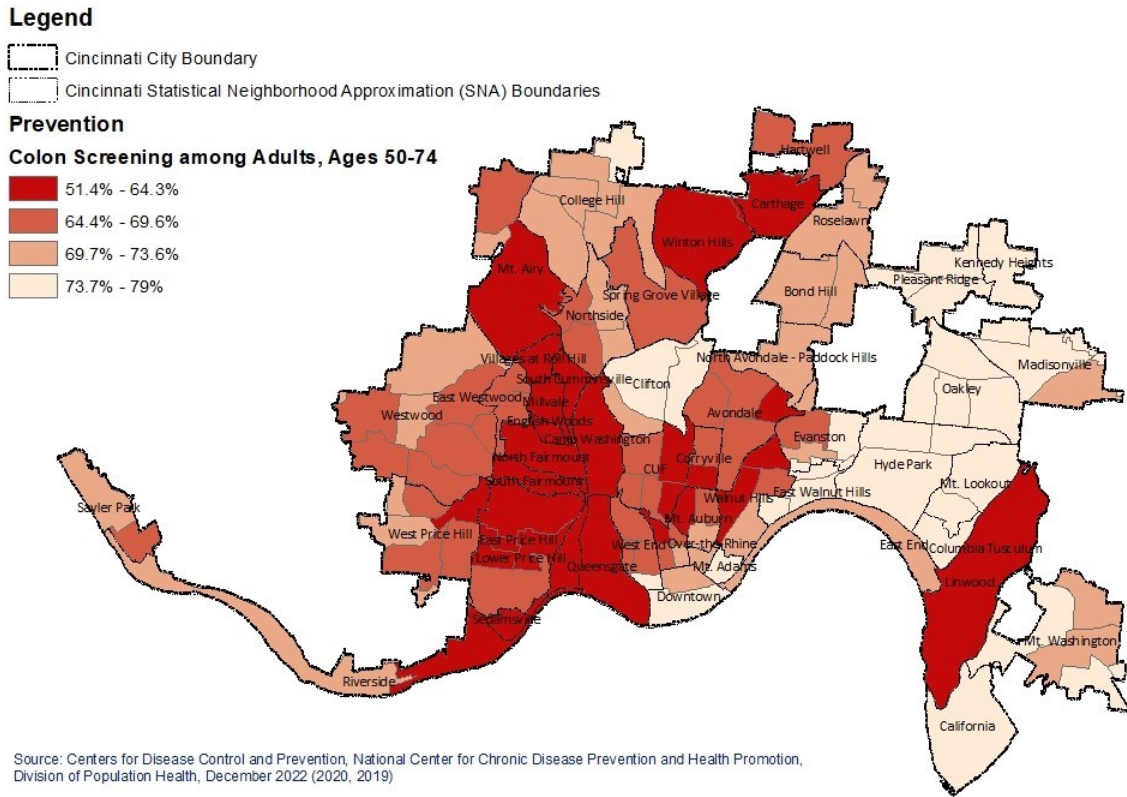 Legend
Cincinnati City Boundary
Cincinnati Statistical Neighborhood Approximation (SNA) Boundaries
Prevention
Colon Screening among Adults, Ages 50-74
51.4% - 64.3%
64.4% - 69.6%
69.7% - 73.6%
73.7% - 79%
Hartwell
College Hill
Carthage
Roselawn
Winton Hills
Kennedy Heights
Mt. Airy
Pleasant Ridge
Bond Hill
Spring Grove Village
Northside
Villages at Roll Hill
North Avondale - Paddock Hills
Madisonville
South Cumminsville
Clifton
Oakley
East Westwood
Millvale
Westwood
Avondale
English Woods
Camp Washington
Evanston
North Fairmount
CUF
Corryville
Hyde Park
South Fairmount
Mt. Lookout
East Walnut Hills
Walnut Hills
Sayler Park
Mt. Auburn
West Price Hill
East Price Hill
West End
Over-the-Rhine
East End
Columbia Tusculum
Lower Price Hill
Queensgate
Mt. Adams
Linwood
Downtown
Sedamsville
Mt. Washington
Riverside
California
Source: Centers for Disease Control and Prevention, National Center for Chronic Disease Prevention and Health Promotion,
Division of Population Health, December 2022 (2020, 2019)